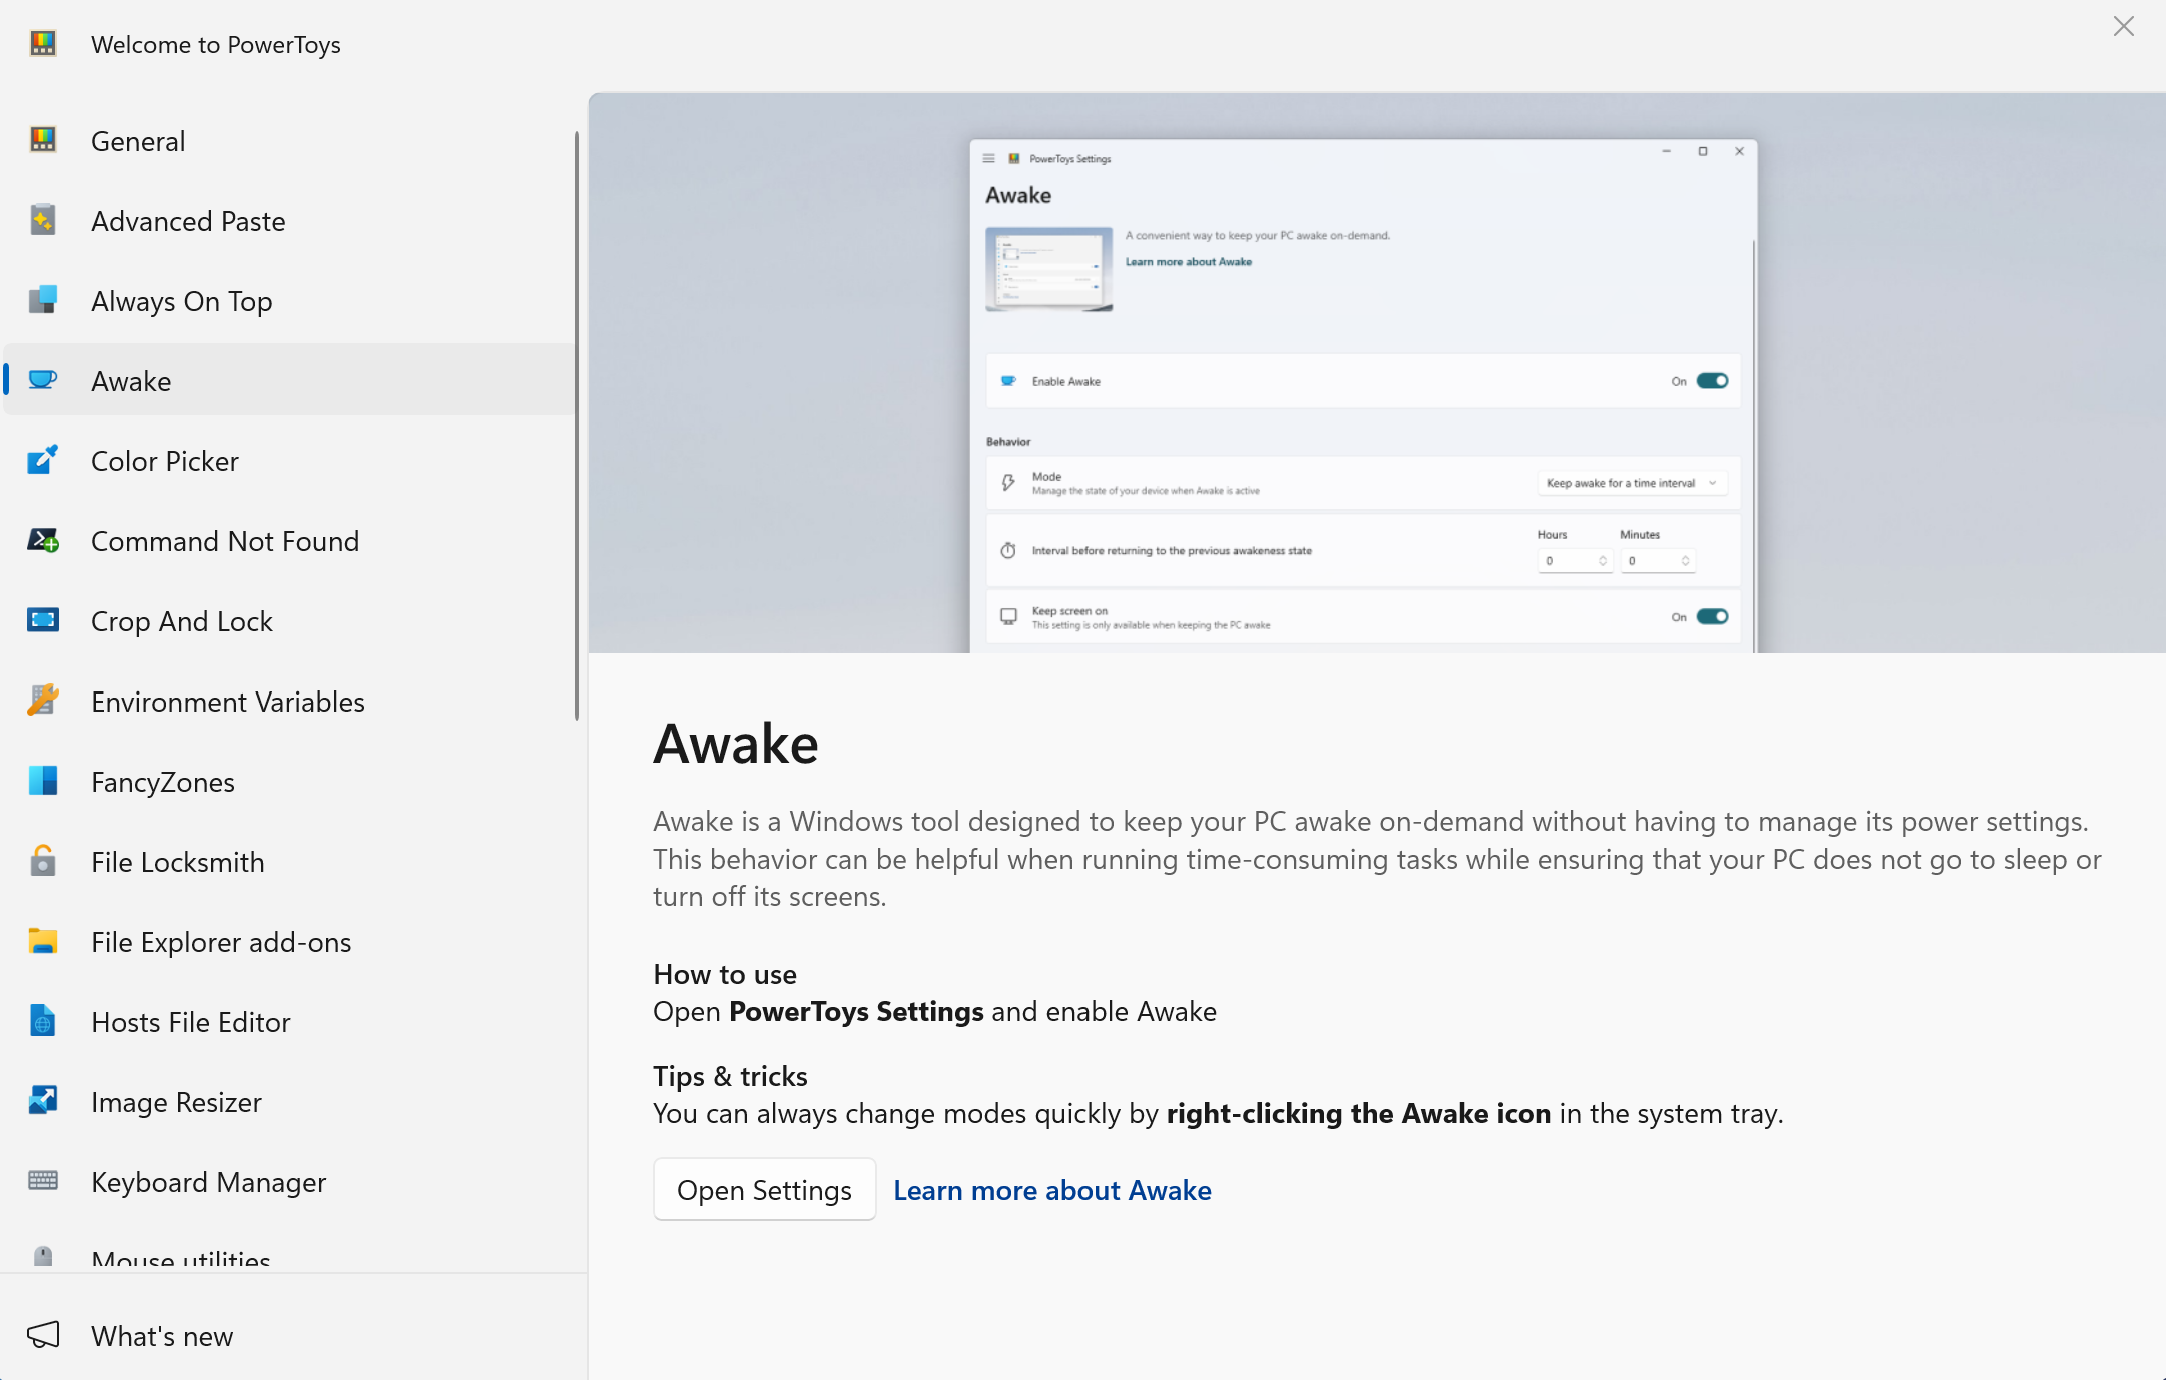 Welcome to PowerToys
General
Advanced Paste
Always On Top
Awake
Color Picker
Command Not Found
Crop And Lock
Environment Variables
FancyZones
File Locksmith
File Explorer add-ons
Hosts File Editor
Image Resizer
Keyboard Manager
Mouse utilities
What's new
PowerToys Settings
Awake
A convenient way to keep your PC awake on-demand.
Learn more about Awake
Enable Awake
On
Behavior
Mode
Manage the state of your device when Awake is active
Keep awake for a time interval
Interval before returning to the previous awakeness state
Hours Minutes
0 0
Keep screen on
This setting is only available when keeping the PC awake
On
Awake
Awake is a Windows tool designed to keep your PC awake on-demand without having to manage its power settings.
This behavior can be helpful when running time-consuming tasks while ensuring that your PC does not go to sleep or
turn off its screens.
How to use
Open PowerToys Settings and enable Awake
Tips & tricks
You can always change modes quickly by right-clicking the Awake icon in the system tray.
Open Settings
Learn more about Awake